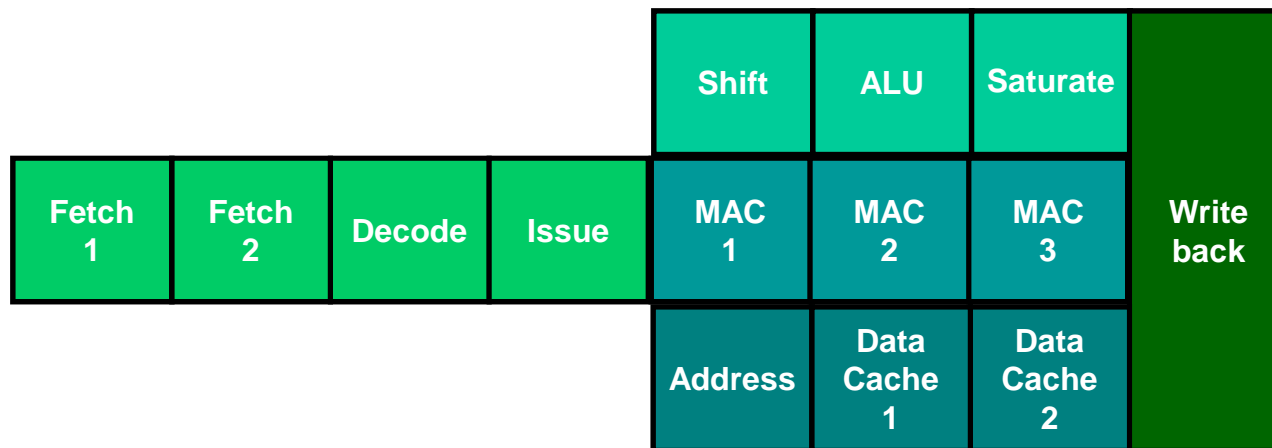 Shift
ALU
Saturate
Fetch
1
Fetch
2
Decode
Issue
MAC
1
MAC
2
MAC
3
Write
back
Address
Data
Cache
1
Data
Cache
2